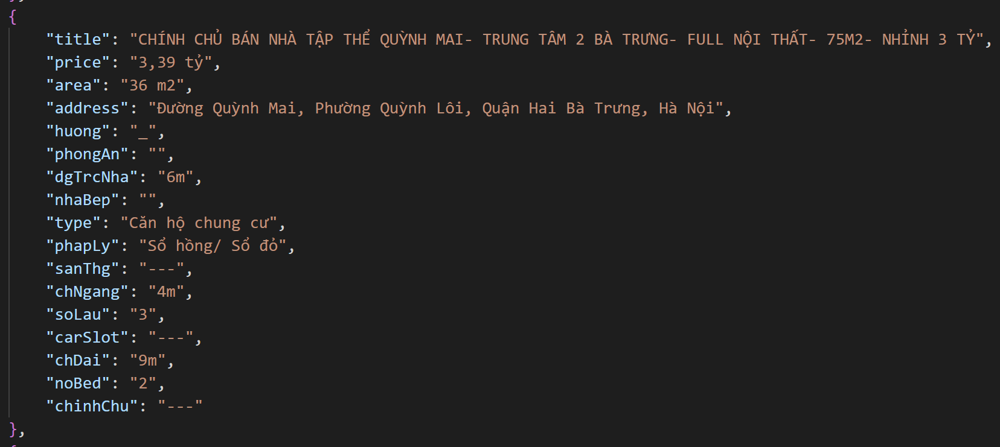 },
{
"title": "CHÍNH CHỦ BÁN NHÀ TẬP THỂ QUỲNH MAI- TRUNG TÂM 2 BÀ TRƯNG- FULL NỘI THẤT- 75M2- NHỈNH 3 TỶ",
"price": "3,39 tỷ",
"area": "36 m2",
"address": "Đường Quỳnh Mai, Phường Quỳnh Lôi, Quận Hai Bà Trưng, Hà Nội",
"huong": "_",
"phongAn": "",
"dgTrcNha": "6m",
"nhaBep": "",
"type": "Căn hộ chung cư",
"phapLy": "Sổ hồng/ Sổ đỏ",
"sanThg": "---",
"chNgang": "4m",
"soLau": "3",
"carSlot": "---",
"chDai": "9m",
"noBed": "2",
"chinhChu": "---"
},